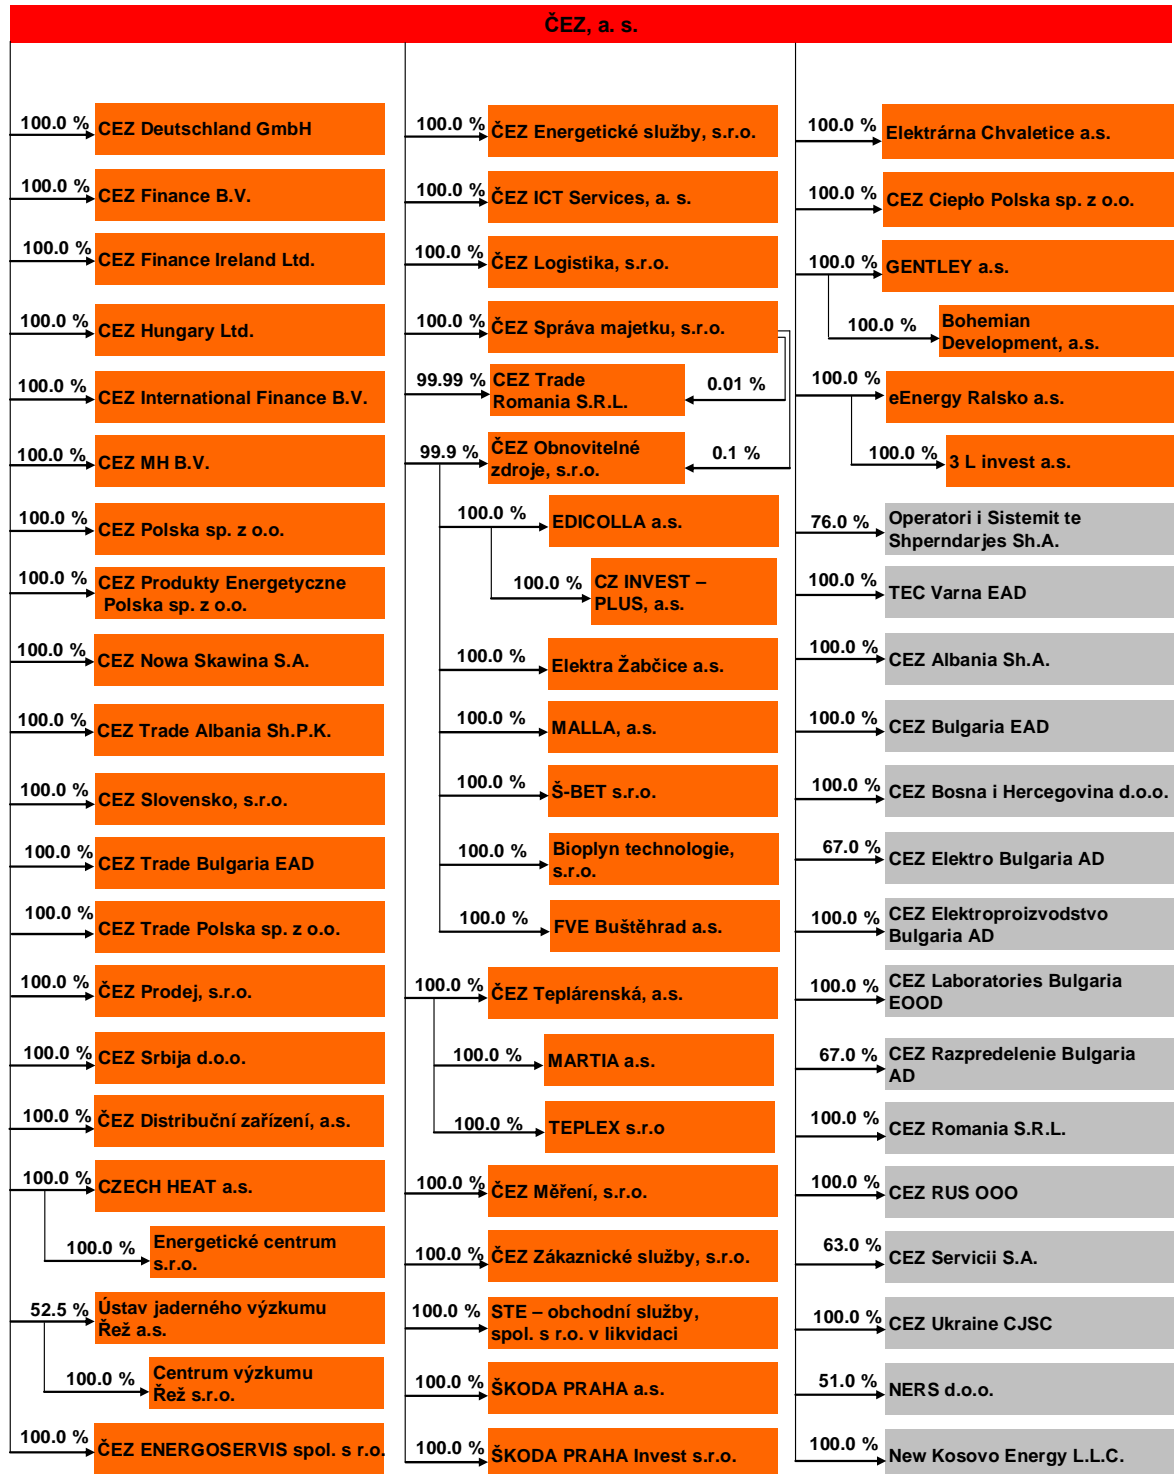 ČEZ, a. s.
100.0 %
CEZ Deutschland GmbH
100.0 %
CEZ Finance B.V.
100.0 %
CEZ Finance Ireland Ltd.
100.0 %
CEZ Hungary Ltd.
100.0 %
CEZ International Finance B.V.
100.0 %
CEZ MH B.V.
100.0 %
CEZ Polska sp. z o.o.
100.0 %
CEZ Produkty Energetyczne
Polska sp. z o.o.
100.0 %
CEZ Nowa Skawina S.A.
100.0 %
CEZ Trade Albania Sh.P.K.
100.0 %
CEZ Slovensko, s.r.o.
100.0 %
CEZ Trade Bulgaria EAD
100.0 %
CEZ Trade Polska sp. z o.o.
100.0 %
ČEZ Prodej, s.r.o.
100.0 %
CEZ Srbija d.o.o.
100.0 %
ČEZ Distribuční zařízení, a.s.
100.0 %
CZECH HEAT a.s.
100.0 %
Energetické centrum
s.r.o.
52.5 %
Ústav jaderného výzkumu
Řež a.s.
100.0 %
Centrum výzkumu
Řež s.r.o.
100.0 %
ČEZ ENERGOSERVIS spol. s r.o.
100.0 %
ČEZ Energetické služby, s.r.o.
100.0 %
ČEZ ICT Services, a. s.
100.0 %
ČEZ Logistika, s.r.o.
100.0 %
ČEZ Správa majetku, s.r.o.
99.99 %
CEZ Trade
Romania S.R.L.
0.01 %
99.9 %
ČEZ Obnovitelné
zdroje, s.r.o.
0.1 %
100.0 %
EDICOLLA a.s.
100.0 %
CZ INVEST –
PLUS, a.s.
100.0 %
Elektra Žabčice a.s.
100.0 %
MALLA, a.s.
100.0 %
Š-BET s.r.o.
100.0 %
Bioplyn technologie,
s.r.o.
100.0 %
FVE Buštěhrad a.s.
100.0 %
ČEZ Teplárenská, a.s.
100.0 %
MARTIA a.s.
100.0 %
TEPLEX s.r.o
100.0 %
ČEZ Měření, s.r.o.
100.0 %
ČEZ Zákaznické služby, s.r.o.
100.0 %
STE – obchodní služby,
spol. s r.o. v likvidaci
100.0 %
ŠKODA PRAHA a.s.
100.0 %
ŠKODA PRAHA Invest s.r.o.
100.0 %
Elektrárna Chvaletice a.s.
100.0 %
CEZ Ciepło Polska sp. z o.o.
100.0 %
GENTLEY a.s.
100.0 %
Bohemian
Development, a.s.
100.0 %
eEnergy Ralsko a.s.
100.0 %
3 L invest a.s.
76.0 %
Operatori i Sistemit te
Shperndarjes Sh.A.
100.0 %
TEC Varna EAD
100.0 %
CEZ Albania Sh.A.
100.0 %
CEZ Bulgaria EAD
100.0 %
CEZ Bosna i Hercegovina d.o.o.
67.0 %
CEZ Elektro Bulgaria AD
100.0 %
CEZ Elektroproizvodstvo
Bulgaria AD
100.0 %
CEZ Laboratories Bulgaria
EOOD
67.0 %
CEZ Razpredelenie Bulgaria
AD
100.0 %
CEZ Romania S.R.L.
100.0 %
CEZ RUS OOO
63.0 %
CEZ Servicii S.A.
100.0 %
CEZ Ukraine CJSC
51.0 %
NERS d.o.o.
100.0 %
New Kosovo Energy L.L.C.